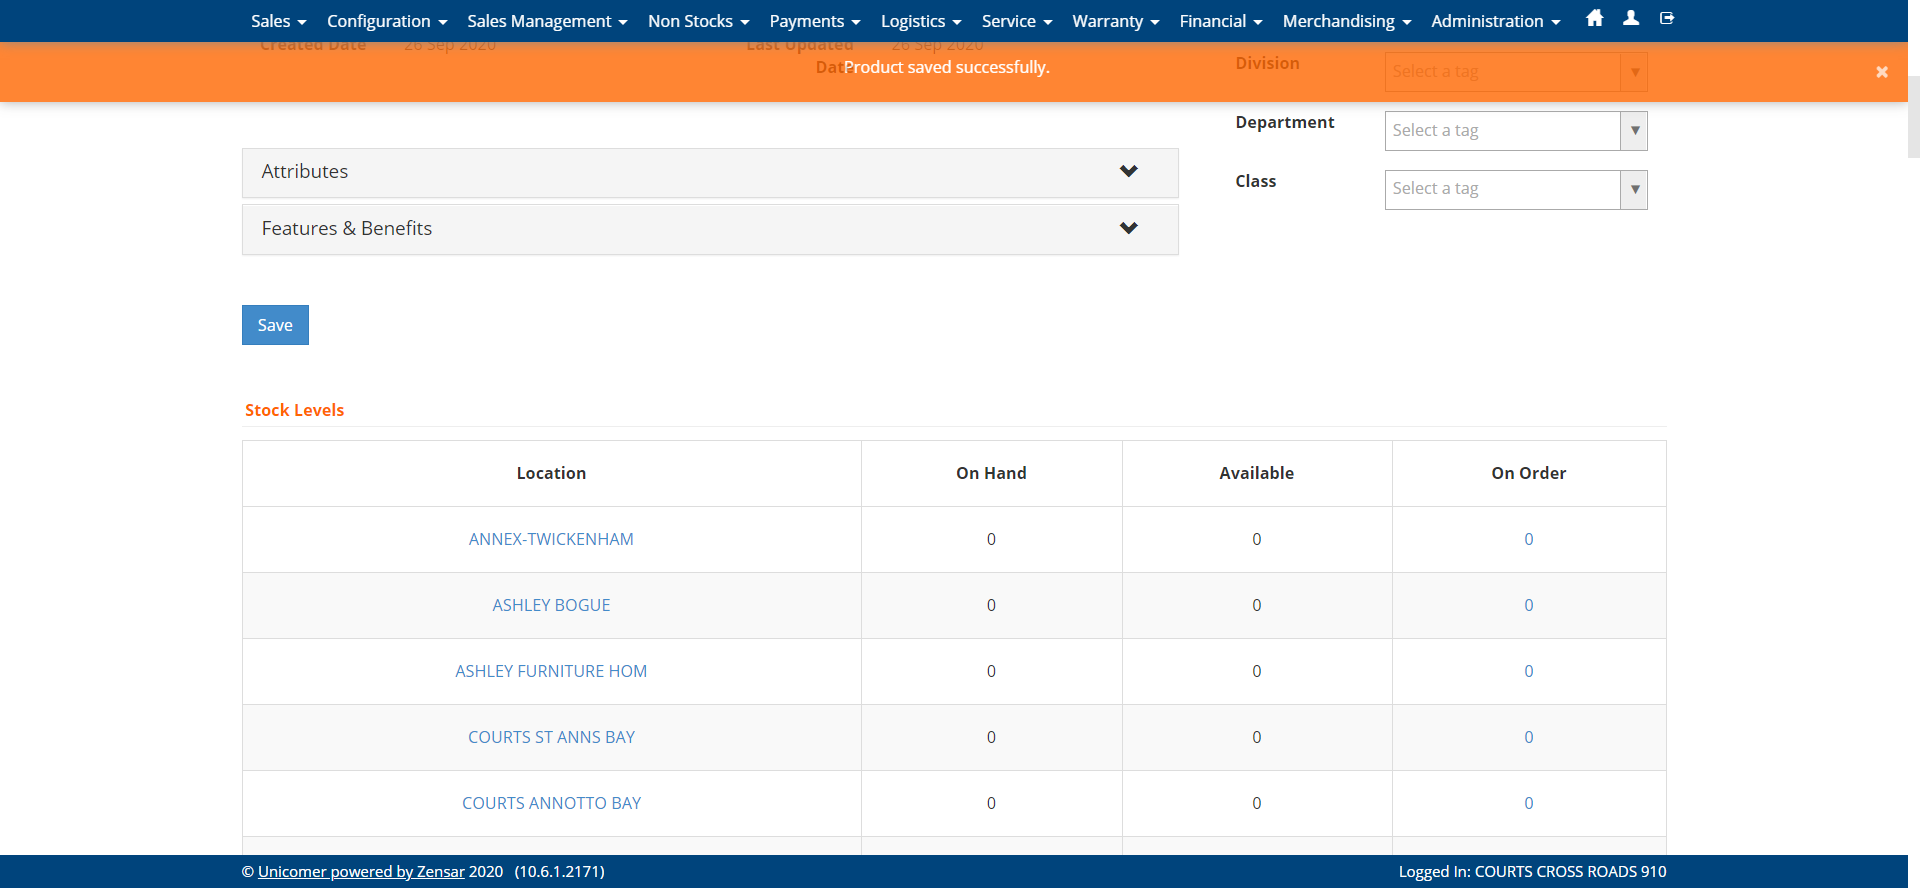 Sales Configuration Sales Management Non Stocks Payments Logistics Service Warranty Financial Merchandising Administration
Created Date 26 Sep 2020 Last Updated Date 26 Sep 2020
Product saved successfully.
Division Select a tag
Department Select a tag
Class Select a tag
Attributes
Features & Benefits
Save
Stock Levels
Location On Hand Available On Order
ANNEX-TWICKENHAM 0 0 0
ASHLEY BOGUE 0 0 0
ASHLEY FURNITURE HOM 0 0 0
COURTS ST ANNS BAY 0 0 0
COURTS ANNOTTO BAY 0 0 0
© Unicomer powered by Zensar 2020 (10.6.1.2171) Logged In: COURTS CROSS ROADS 910